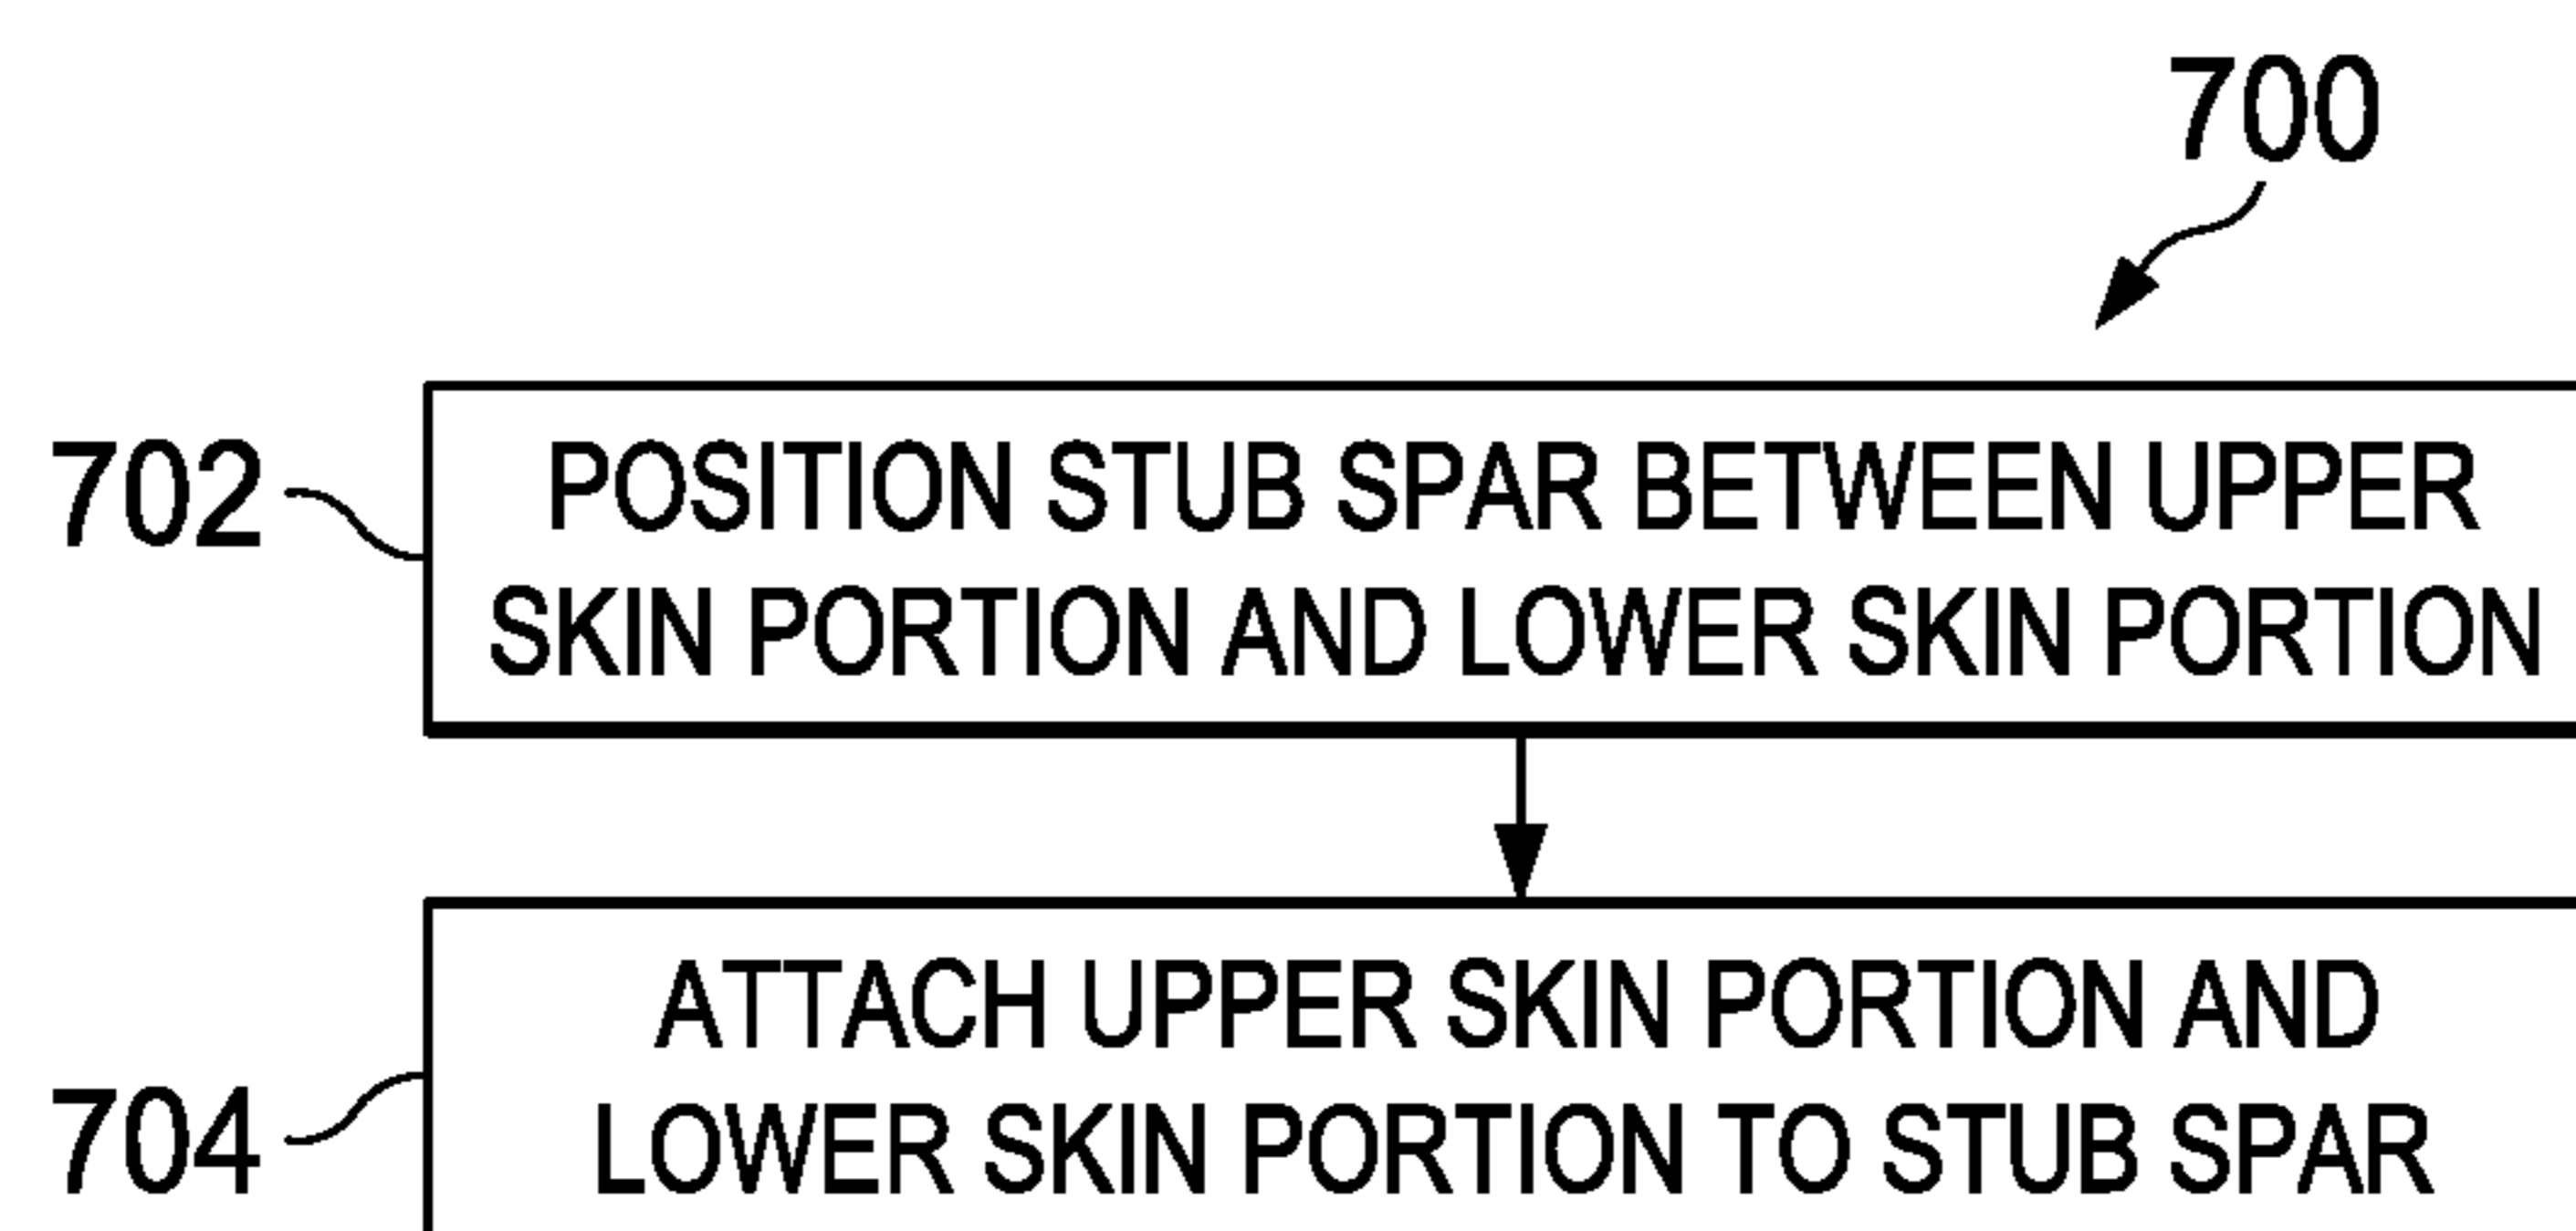 700
702
POSITION STUB SPAR BETWEEN UPPER
SKIN PORTION AND LOWER SKIN PORTION
704
ATTACH UPPER SKIN PORTION AND
LOWER SKIN PORTION TO STUB SPAR